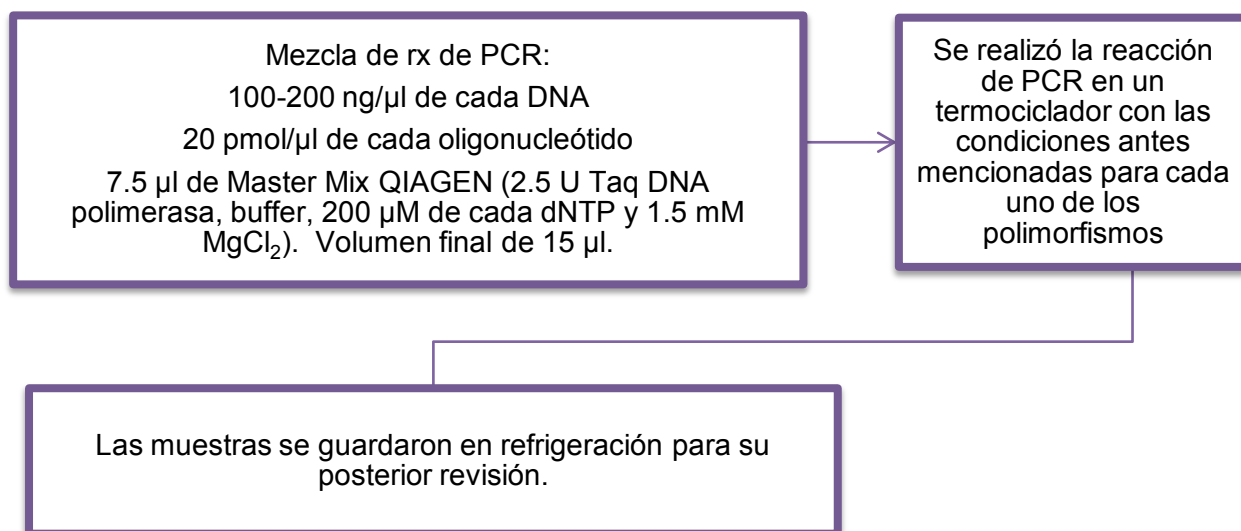 Mezcla de rx de PCR:
100-200 ng/µl de cada DNA
20 pmol/µl de cada oligonucleótido
7.5 µl de Master Mix QIAGEN (2.5 U Taq DNA
polimerasa, buffer, 200 µM de cada dNTP y 1.5 mM
MgCl₂).  Volumen final de 15 µl.
Se realizó la reacción
de PCR en un
termociclador con las
condiciones antes
mencionadas para cada
uno de los
polimorfismos
Las muestras se guardaron en refrigeración para su
posterior revisión.